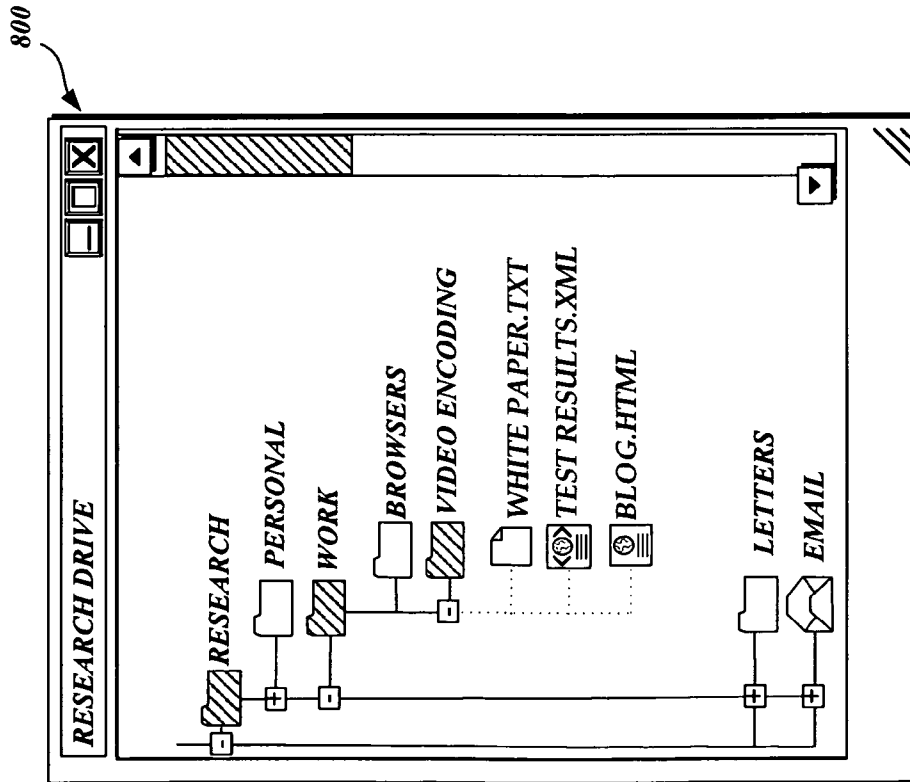 800
RESEARCH DRIVE
RESEARCH
PERSONAL
WORK
BROWSERS
VIDEO ENCODING
WHITE PAPER.TXT
TEST RESULTS.XML
BLOG.HTML
LETTERS
EMAIL